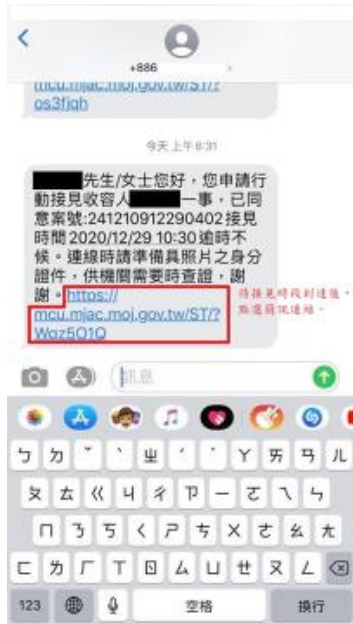 +886
mcu.mjac.moj.gov.tw/ST/?
os3fjqh
今天 上午 8:31
先生/女士您好，您申請行
動接見收容人 一事，已同
意案號:241210912290402接見
時間 2020/12/29 10:30逾時不
候。連線時請準備具照片之身分
證件，供機關需要時查證，謝
謝。https://
mcu.mjac.moj.gov.tw/ST/?
Wqz5O1Q
待接見時段到達後，
點選簡訊連結。
訊息
ㄅ ㄉ ˇ ˋ ㄓ ˊ ˙ ㄚ ㄞ ㄢ ㄦ
ㄆ ㄊ ㄍ ㄐ ㄔ ㄗ ㄧ ㄛ ㄟ ㄣ
ㄇ ㄋ ㄎ ㄑ ㄕ ㄘ ㄨ ㄜ ㄠ ㄤ
ㄈ ㄌ ㄏ ㄒ ㄖ ㄙ ㄩ ㄝ ㄡ ㄥ
123 空格 換行